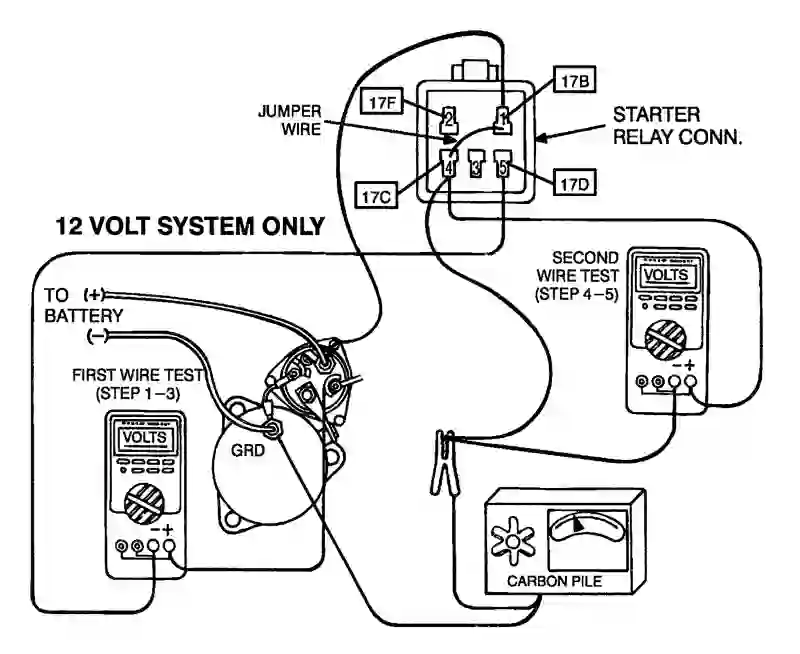 17B
17F
2
1
JUMPER
WIRE
STARTER
RELAY CONN.
4
3
5
17C
17D
12 VOLT SYSTEM ONLY
SECOND
WIRE TEST
(STEP 4–5)
VOLTS
– +
TO (+)
BATTERY
(–)
FIRST WIRE TEST
(STEP 1–3)
VOLTS
– +
GRD
CARBON PILE